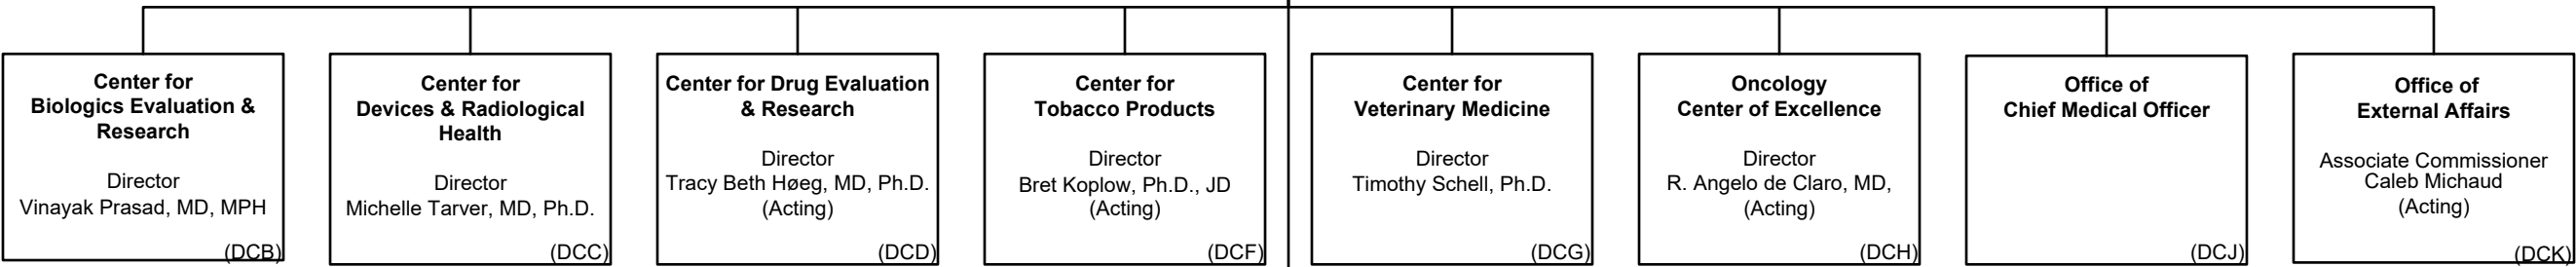 Center for
Biologics Evaluation &
Research
Director
Vinayak Prasad, MD, MPH
(DCB)
Center for
Devices & Radiological
Health
Director
Michelle Tarver, MD, Ph.D.
(DCC)
Center for Drug Evaluation
& Research
Director
Tracy Beth Høeg, MD, Ph.D.
(Acting)
(DCD)
Center for
Tobacco Products
Director
Bret Koplow, Ph.D., JD
(Acting)
(DCF)
Center for
Veterinary Medicine
Director
Timothy Schell, Ph.D.
(DCG)
Oncology
Center of Excellence
Director
R. Angelo de Claro, MD,
(Acting)
(DCH)
Office of
Chief Medical Officer
(DCJ)
Office of
External Affairs
Associate Commissioner
Caleb Michaud
(Acting)
(DCK)